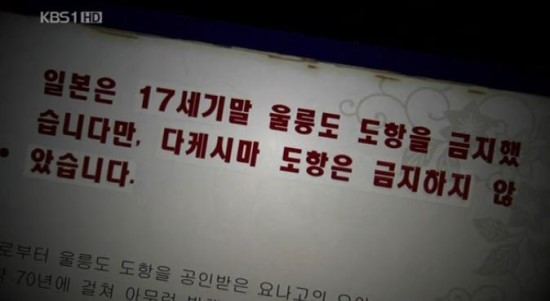 KBS1HD
일본은 17세기말 울릉도 도항을 금지했
습니다만, 다케시마 도항은 금지하지 않
았습니다.
로부터 울릉도 도항을 공인받은 요나고의
70년에 걸쳐 아무런